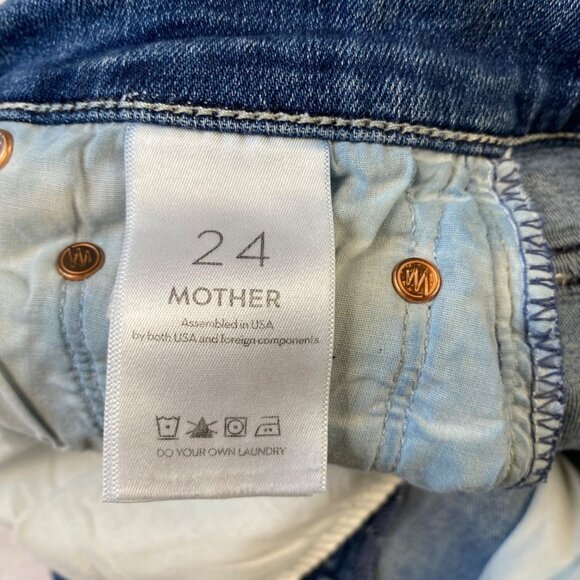 24
MOTHER
Assembled in USA
by both USA and foreign components
DO YOUR OWN LAUNDRY